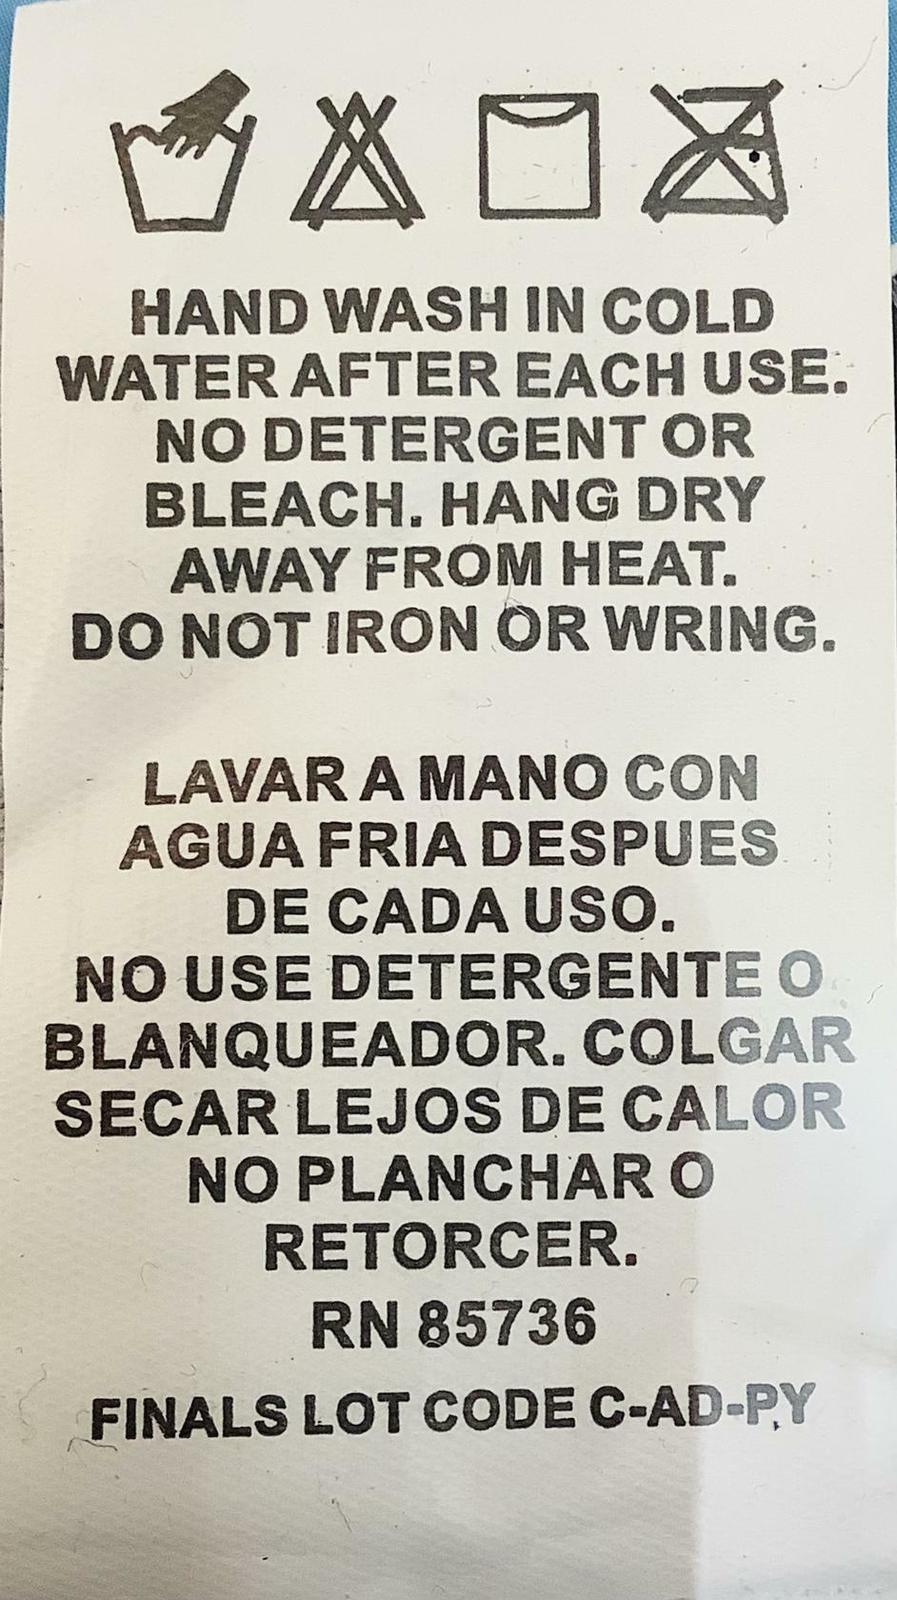 HAND WASH IN COLD
WATER AFTER EACH USE.
NO DETERGENT OR
BLEACH. HANG DRY
AWAY FROM HEAT.
DO NOT IRON OR WRING.
LAVAR A MANO CON
AGUA FRIA DESPUES
DE CADA USO.
NO USE DETERGENTE O
BLANQUEADOR. COLGAR
SECAR LEJOS DE CALOR
NO PLANCHAR O
RETORCER.
RN 85736
FINALS LOT CODE C-AD-PY